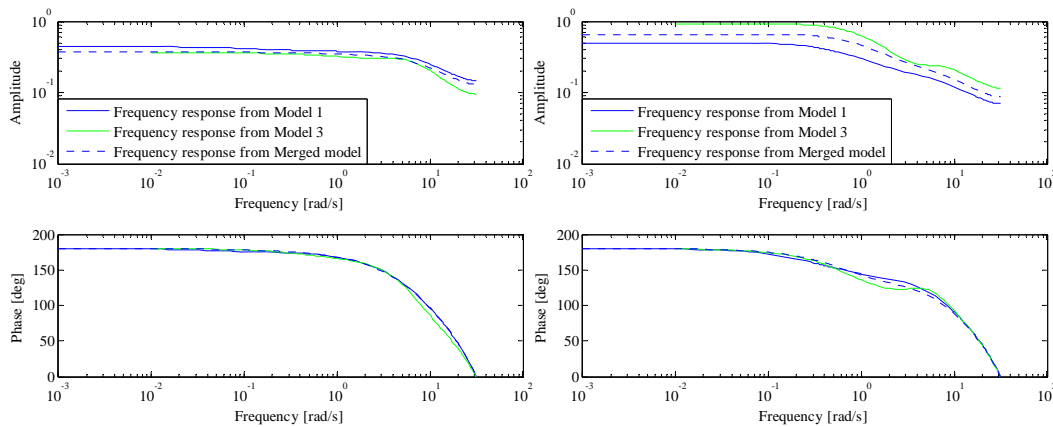 10^0
10^-1
10^-2
Amplitude
Frequency response from Model 1
Frequency response from Model 3
Frequency response from Merged model
10^-3 10^-2 10^-1 10^0 10^1 10^2
Frequency [rad/s]
10^0
10^-1
10^-2
Amplitude
Frequency response from Model 1
Frequency response from Model 3
Frequency response from Merged model
10^-3 10^-2 10^-1 10^0 10^1 10^2
Frequency [rad/s]
200
150
100
50
0
Phase [deg]
10^-3 10^-2 10^-1 10^0 10^1 10^2
Frequency [rad/s]
200
150
100
50
0
Phase [deg]
10^-3 10^-2 10^-1 10^0 10^1 10^2
Frequency [rad/s]